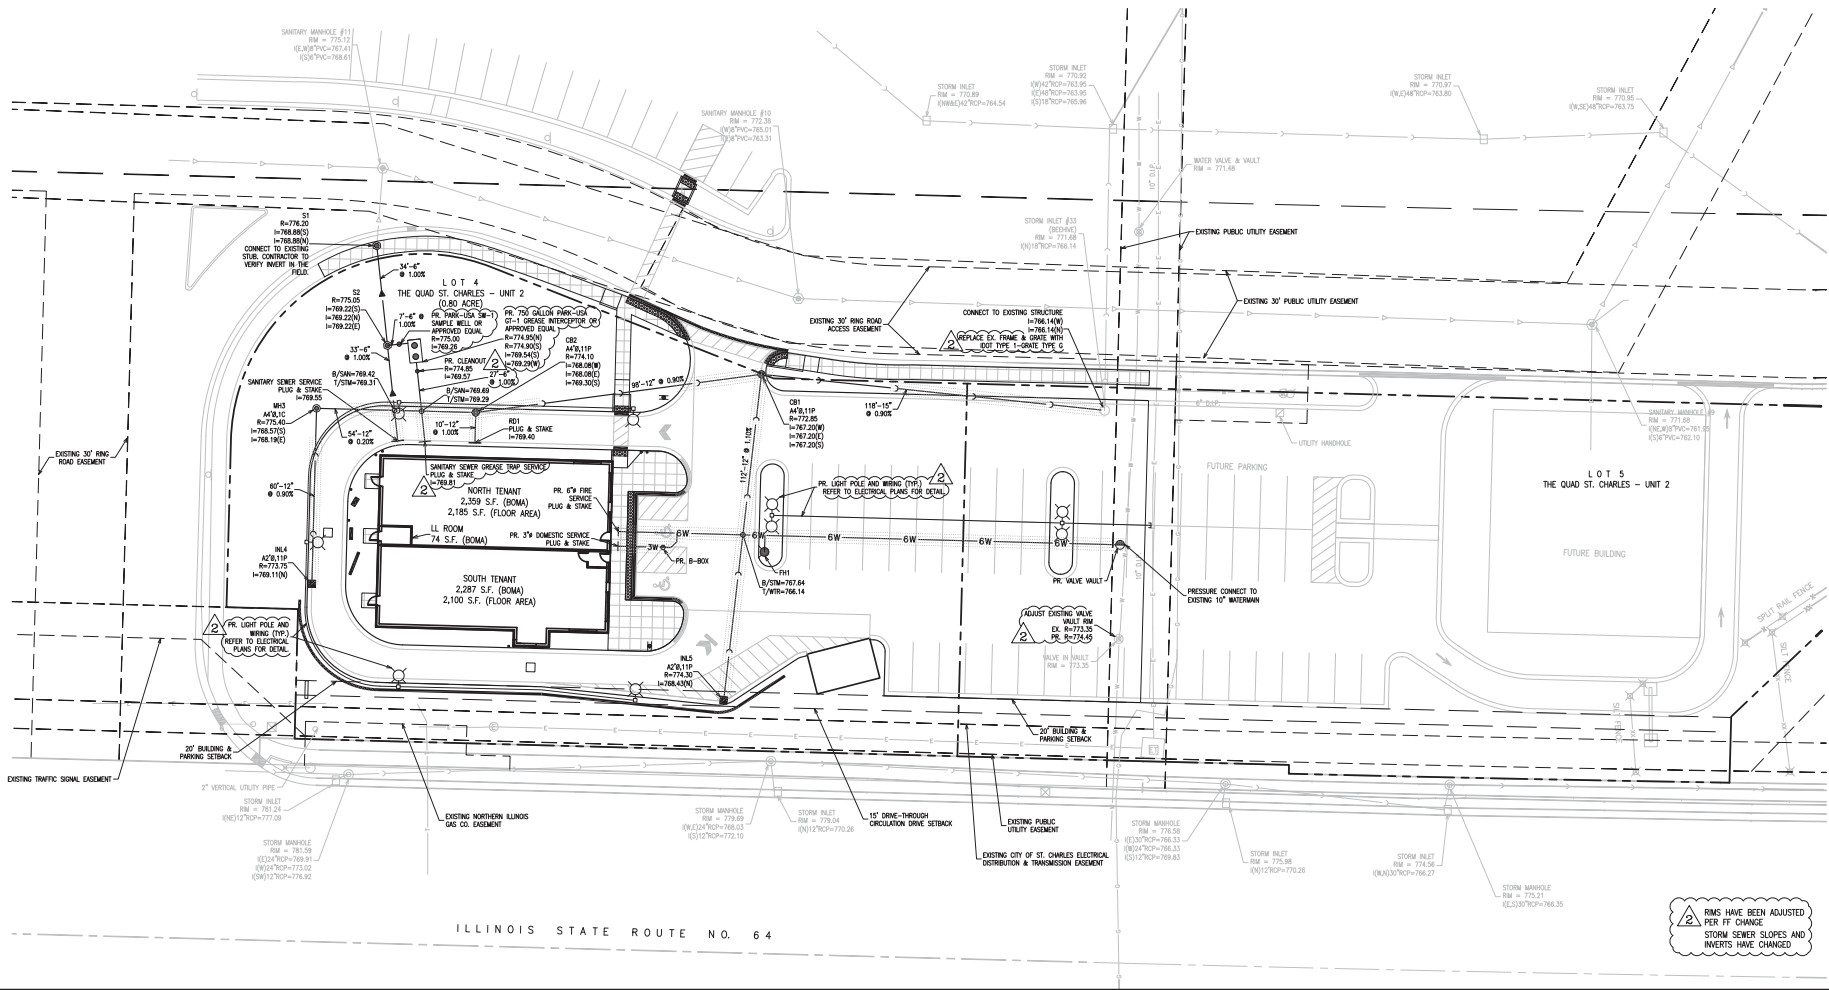 SANITARY MANHOLE #11
RIM = 775.12
I(E,W)8"PVC=767.41
I(S)6"PVC=768.61
SANITARY MANHOLE #10
RIM = 772.38
I(W)8"PVC=765.01
STORM INLET
RIM = 770.89
I(NW&E)42"RCP=764.54
STORM INLET
RIM = 770.92
I(W)42"RCP=763.95
I(E)48"RCP=763.95
I(S)18"RCP=765.96
STORM INLET
RIM = 770.97
I(W,E)48"RCP=763.80
STORM INLET
RIM = 770.95
I(W,SE)48"RCP=763.75
WATER VALVE & VAULT
RIM = 771.48
STORM INLET #33
(BEEHIVE)
RIM = 771.68
I(N)18"RCP=766.14
EXISTING PUBLIC UTILITY EASEMENT
EXISTING 30' PUBLIC UTILITY EASEMENT
EXISTING 30' RING ROAD
ACCESS EASEMENT
CONNECT TO EXISTING STRUCTURE
I=766.14(W)
I=766.14(N)
REPLACE EX. FRAME & GRATE WITH
IDOT TYPE 1-GRATE TYPE G
2
S1
R=776.20
I=768.88(S)
I=768.88(N)
CONNECT TO EXISTING
STUB. CONTRACTOR TO
VERIFY INVERT IN THE
FIELD.
34'-6"
@ 1.00%
LOT 4
THE QUAD ST. CHARLES - UNIT 2
(0.80 ACRE)
S2
R=775.05
I=769.22(S)
I=769.22(N)
I=769.22(E)
7'-6" @
1.00%
PR. PARK-USA SW-1
SAMPLE WELL OR
APPROVED EQUAL
R=775.00
I=769.26
PR. 750 GALLON PARK-USA
GT-1 GREASE INTERCEPTOR OR
APPROVED EQUAL
R=774.95(N)
R=774.90(S)
I=769.54(S)
I=769.29(W)
2
CB2
A4'Ø,11P
R=774.10
I=768.08(W)
I=768.08(E)
I=769.30(S)
33'-6"
@ 1.00%
PR. CLEANOUT
R=774.85
I=769.57
27'-6"
@ 1.00%
B/SAN=769.42
T/STM=769.31
B/SAN=769.69
T/STM=769.29
98'-12" @ 0.90%
SANITARY SEWER SERVICE
PLUG & STAKE
I=769.55
MH3
A4'Ø,1C
R=775.40
I=768.57(S)
I=768.19(E)
54'-12"
@ 0.20%
10'-12"
@ 1.00%
RD1
PLUG & STAKE
I=769.40
CB1
A4'Ø,11P
R=772.85
I=767.20(W)
I=767.20(E)
I=767.20(S)
118'-15"
@ 0.90%
112'-12" @ 1.10%
6" DIP
UTILITY HANDHOLE
SANITARY MANHOLE #9
RIM = 771.88
I(S)6"PVC=762.10
EXISTING 30' RING
ROAD EASEMENT
60'-12"
@ 0.90%
SANITARY SEWER GREASE TRAP SERVICE
PLUG & STAKE
I=769.81
2
NORTH TENANT
2,359 S.F. (BOMA)
2,185 S.F. (FLOOR AREA)
LL ROOM
74 S.F. (BOMA)
SOUTH TENANT
2,287 S.F. (BOMA)
2,100 S.F. (FLOOR AREA)
PR. 6"Ø FIRE
SERVICE
PLUG & STAKE
PR. 3"Ø DOMESTIC SERVICE
PLUG & STAKE
6W
6W
6W
6W
6W
6W
3W
PR. B-BOX
PR. LIGHT POLE AND WIRING (TYP.)
REFER TO ELECTRICAL PLANS FOR DETAIL
2
FH1
B/STM=767.64
T/WTR=766.14
PR. VALVE VAULT
PRESSURE CONNECT TO
EXISTING 10" WATERMAIN
ADJUST EXISTING VALVE
VAULT RIM
EX. R=773.35
PR. R=774.45
2
VALVE IN VAULT
RIM = 773.35
FUTURE PARKING
LOT 5
THE QUAD ST. CHARLES - UNIT 2
FUTURE BUILDING
SPLIT RAIL FENCE
SILT FENCE
SILT FENCE
INL4
A2'Ø,11P
R=773.75
I=769.11(N)
2
PR. LIGHT POLE AND
WIRING (TYP.)
REFER TO ELECTRICAL
PLANS FOR DETAIL
INL5
A2'Ø,11P
R=774.30
I=768.43(N)
20' BUILDING &
PARKING SETBACK
20' BUILDING &
PARKING SETBACK
EXISTING TRAFFIC SIGNAL EASEMENT
2" VERTICAL UTILITY PIPE
STORM INLET
RIM = 781.24
I(NE)12"RCP=777.09
STORM MANHOLE
RIM = 781.59
I(E)24"RCP=769.91
I(W)24"RCP=773.02
I(SW)12"RCP=776.92
EXISTING NORTHERN ILLINOIS
GAS CO. EASEMENT
STORM MANHOLE
RIM = 779.69
I(W,E)24"RCP=768.03
I(S)12"RCP=772.10
STORM INLET
RIM = 779.04
I(N)12"RCP=770.26
15' DRIVE-THROUGH
CIRCULATION DRIVE SETBACK
EXISTING PUBLIC
UTILITY EASEMENT
EXISTING CITY OF ST. CHARLES ELECTRICAL
DISTRIBUTION & TRANSMISSION EASEMENT
STORM MANHOLE
RIM = 776.58
I(E)30"RCP=766.33
I(W)24"RCP=766.33
I(S)12"RCP=769.83
STORM INLET
RIM = 775.98
I(N)12"RCP=770.26
STORM INLET
RIM = 774.56
I(W,N)30"RCP=766.27
STORM MANHOLE
RIM = 775.21
I(E,S)30"RCP=766.35
ILLINOIS STATE ROUTE NO. 64
2
RIMS HAVE BEEN ADJUSTED
PER FF CHANGE
STORM SEWER SLOPES AND
INVERTS HAVE CHANGED